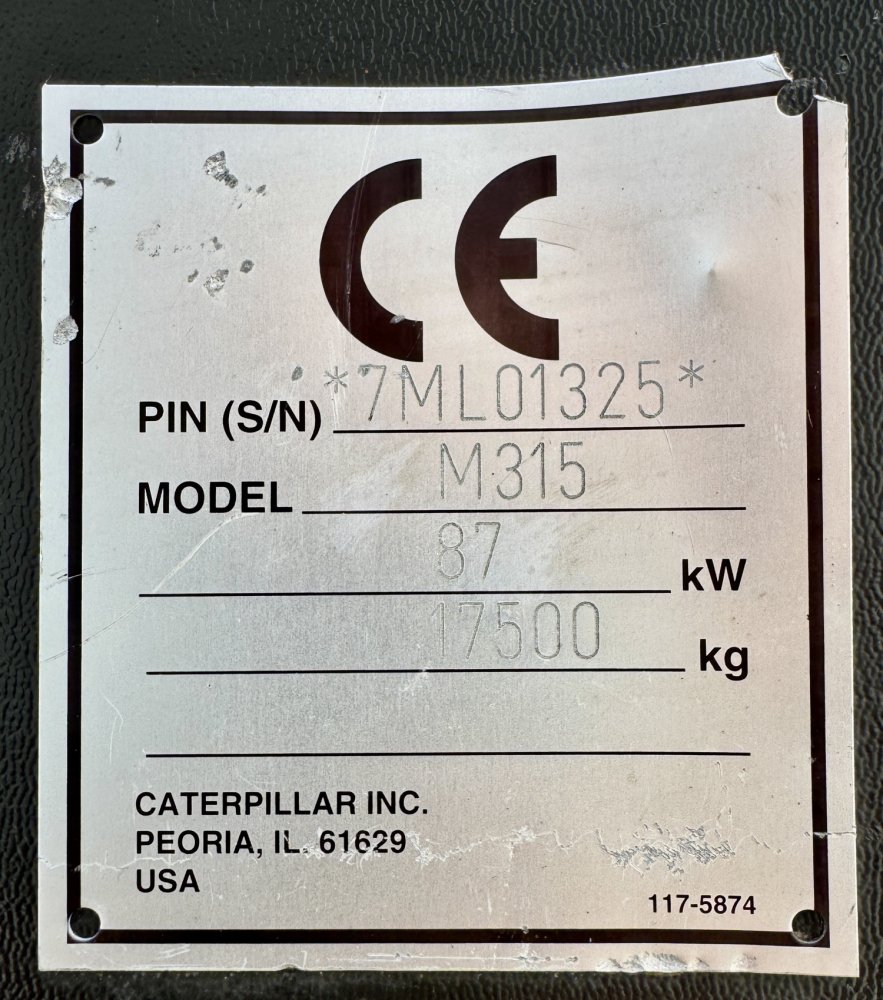 CE
PIN (S/N) *7ML01325*
MODEL M315
87 kW
17500 kg
CATERPILLAR INC.
PEORIA, IL. 61629
USA
117-5874